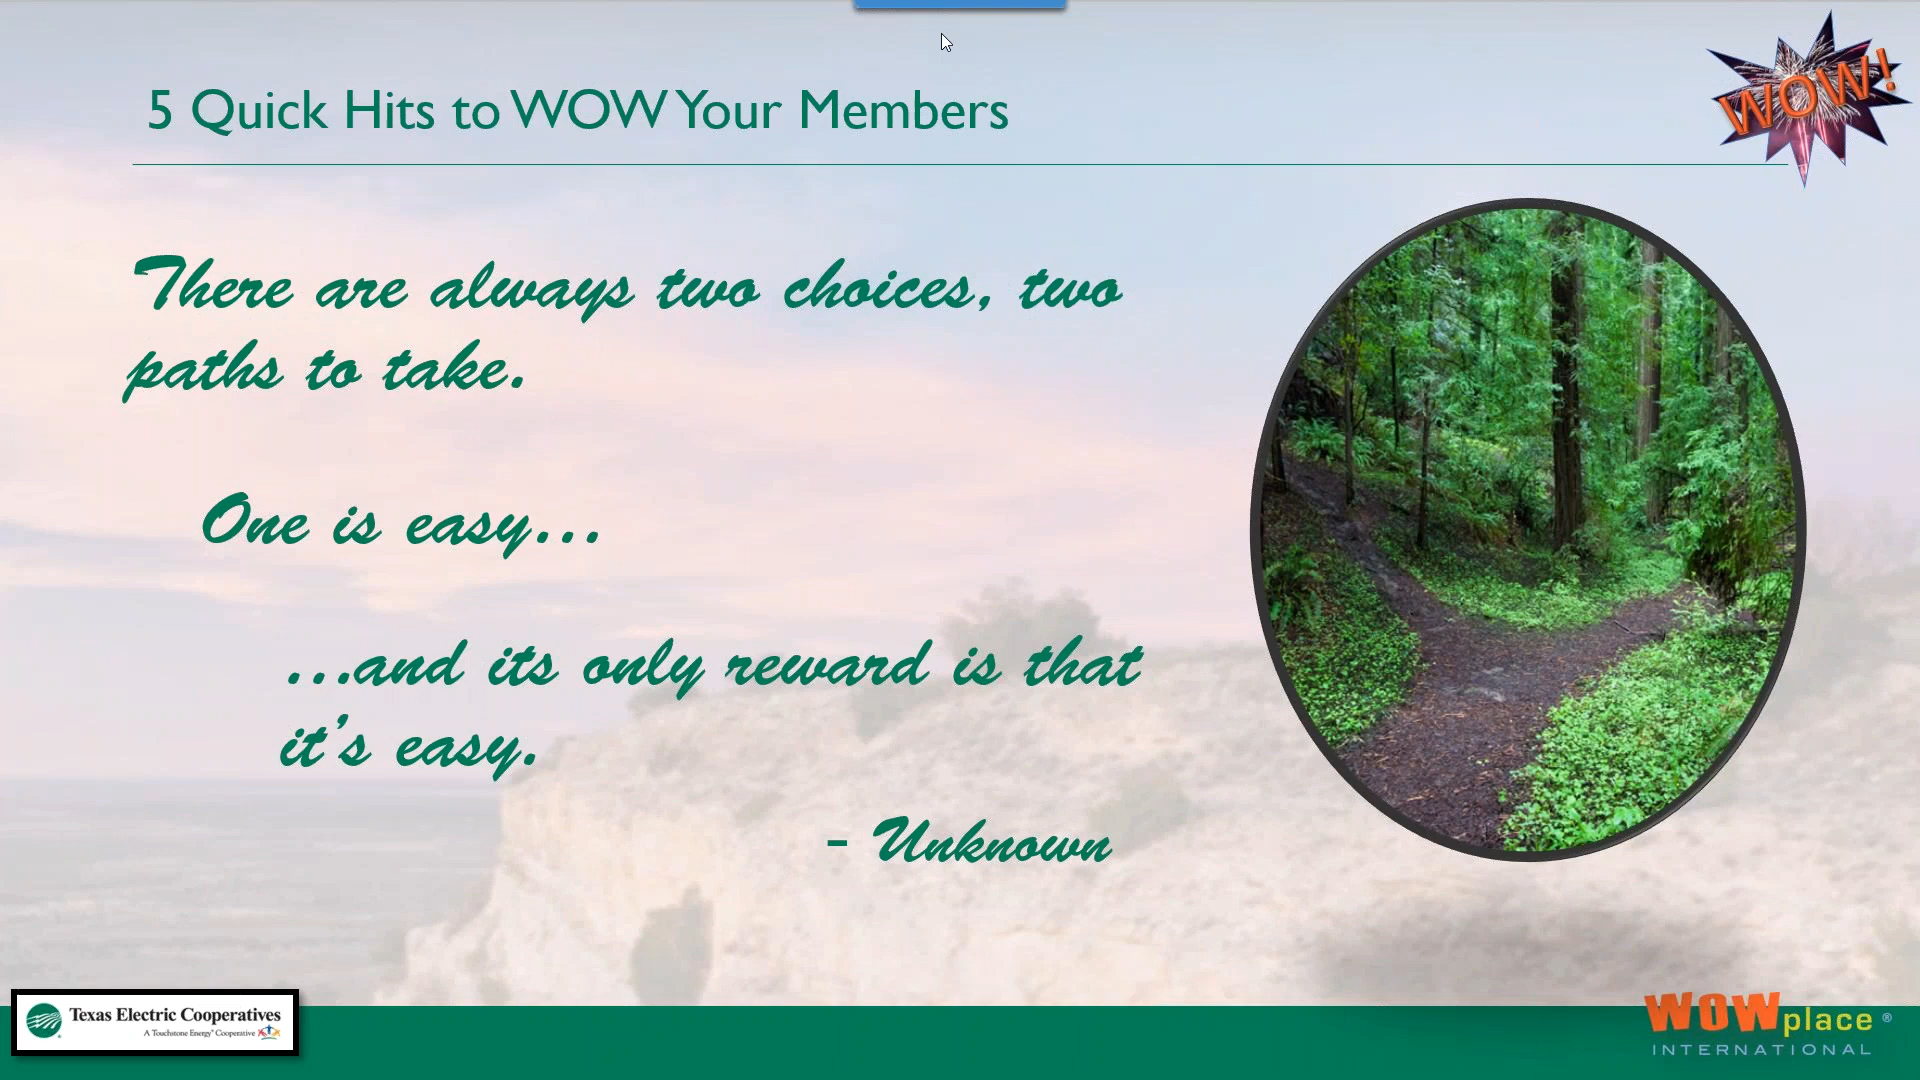 5 Quick Hits to WOW Your Members
WOW!
There are always two choices, two
paths to take.
One is easy...
...and its only reward is that
it's easy.
- Unknown
Texas Electric Cooperatives
A Touchstone Energy® Cooperative
WOWplace ®
INTERNATIONAL